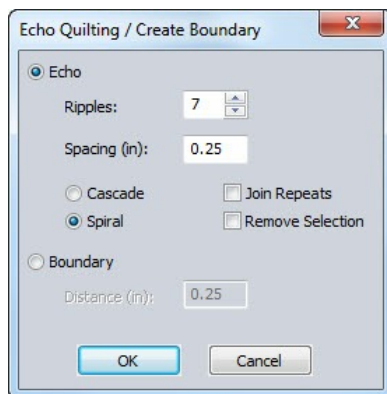 Echo Quilting / Create Boundary
Echo
Ripples: 7
Spacing (in): 0.25
Cascade Join Repeats
Spiral Remove Selection
Boundary
Distance (in): 0.25
OK Cancel